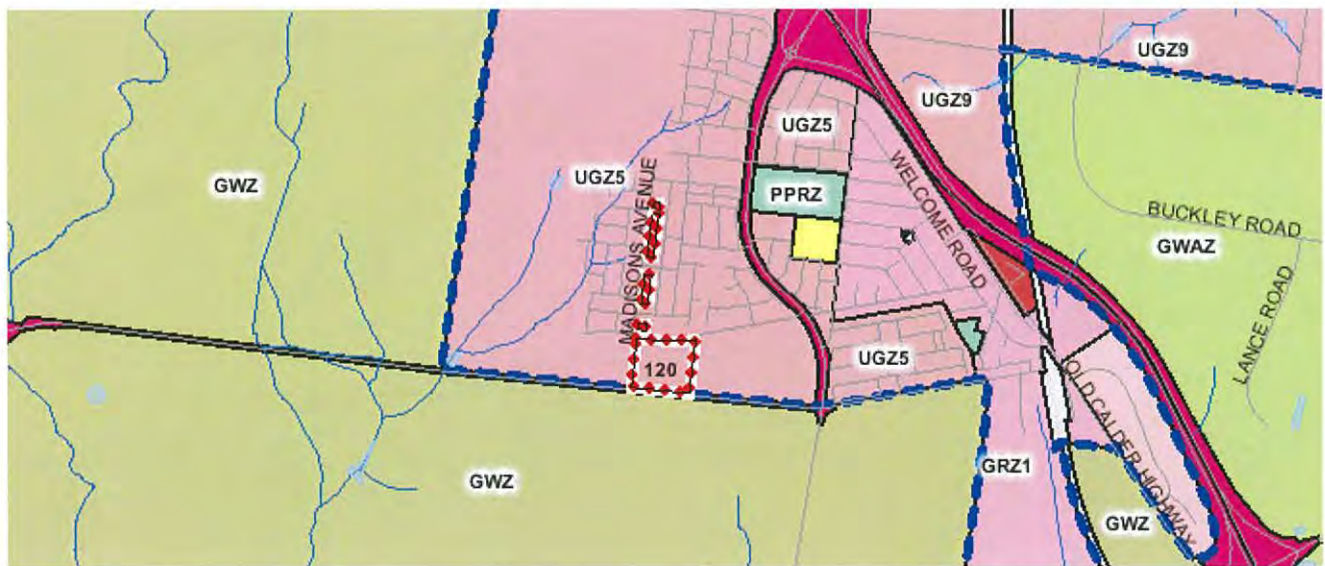 UGZ9
UGZ9
UGZ5
GWZ
UGZ5
PPRZ
MADISONS AVENUE
WELCOME ROAD
BUCKLEY ROAD
GWAZ
LANCE ROAD
120
UGZ5
OLD CALDER HIGHWAY
GWZ
GRZ1
GWZ